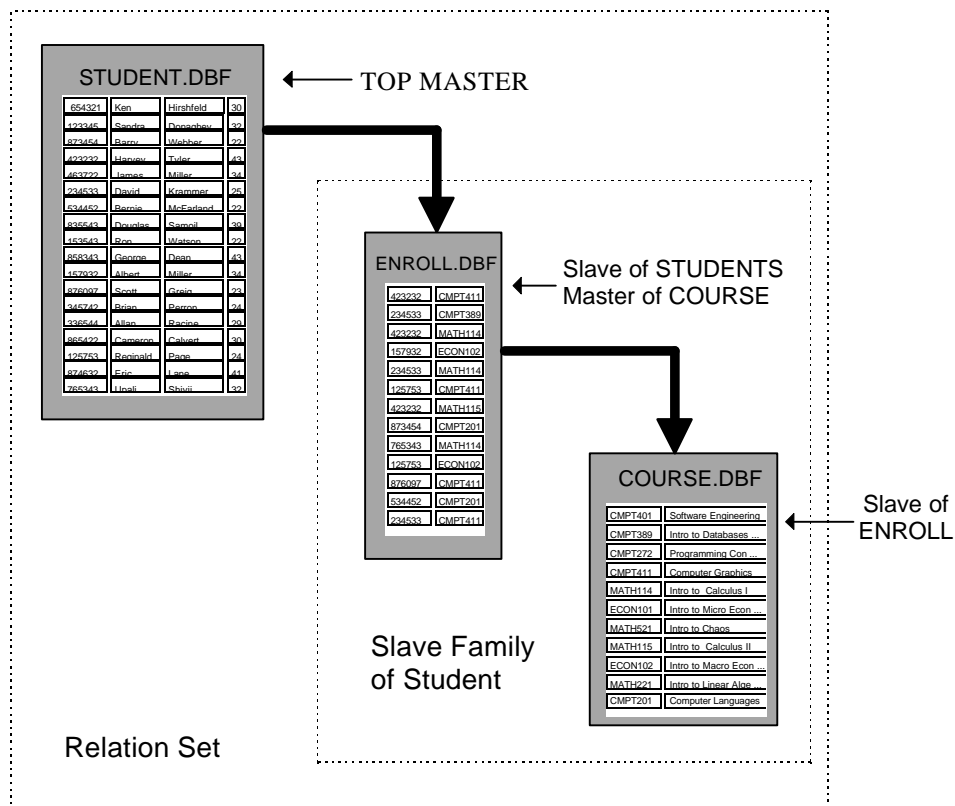 STUDENT.DBF
TOP MASTER
654321 Ken Hirshfeld 30
123345 Sandra Donaghey 32
873454 Barry Webber 22
423232 Harvey Tyler 43
463722 James Miller 34
234533 David Krammer 25
534452 Bernie McFarland 22
835543 Douglas Samoil 39
153543 Ron Watson 22
858343 George Dean 43
157932 Albert Miller 34
876097 Scott Greig 23
345742 Brian Perron 24
336544 Allan Racine 29
865422 Cameron Calvert 30
125753 Reginald Page 24
874632 Eric Lane 41
765343 Unali Shivji 32
ENROLL.DBF
Slave of STUDENTS
Master of COURSE
423232 CMPT411
234533 CMPT389
423232 MATH114
157932 ECON102
234533 MATH114
125753 CMPT411
423232 MATH115
873454 CMPT201
765343 MATH114
125753 ECON102
876097 CMPT411
534452 CMPT201
234533 CMPT411
COURSE.DBF
Slave of
ENROLL
CMPT401 Software Engineering
CMPT389 Intro to Databases ...
CMPT272 Programming Con ...
CMPT411 Computer Graphics
MATH114 Intro to Calculus I
ECON101 Intro to Micro Econ ...
MATH521 Intro to Chaos
MATH115 Intro to Calculus II
ECON102 Intro to Macro Econ ...
MATH221 Intro to Linear Alge ...
CMPT201 Computer Languages
Slave Family
of Student
Relation Set